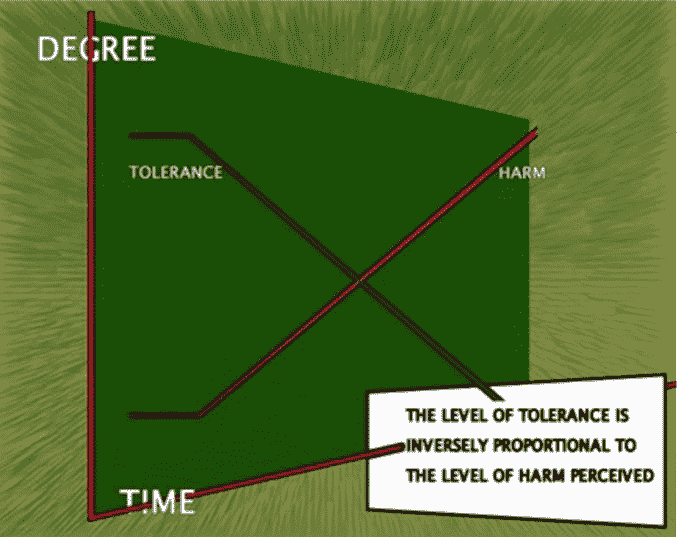 DEGREE
TOLERANCE
HARM
THE LEVEL OF TOLERANCE IS
INVERSELY PROPORTIONAL TO
THE LEVEL OF HARM PERCEIVED
TIME